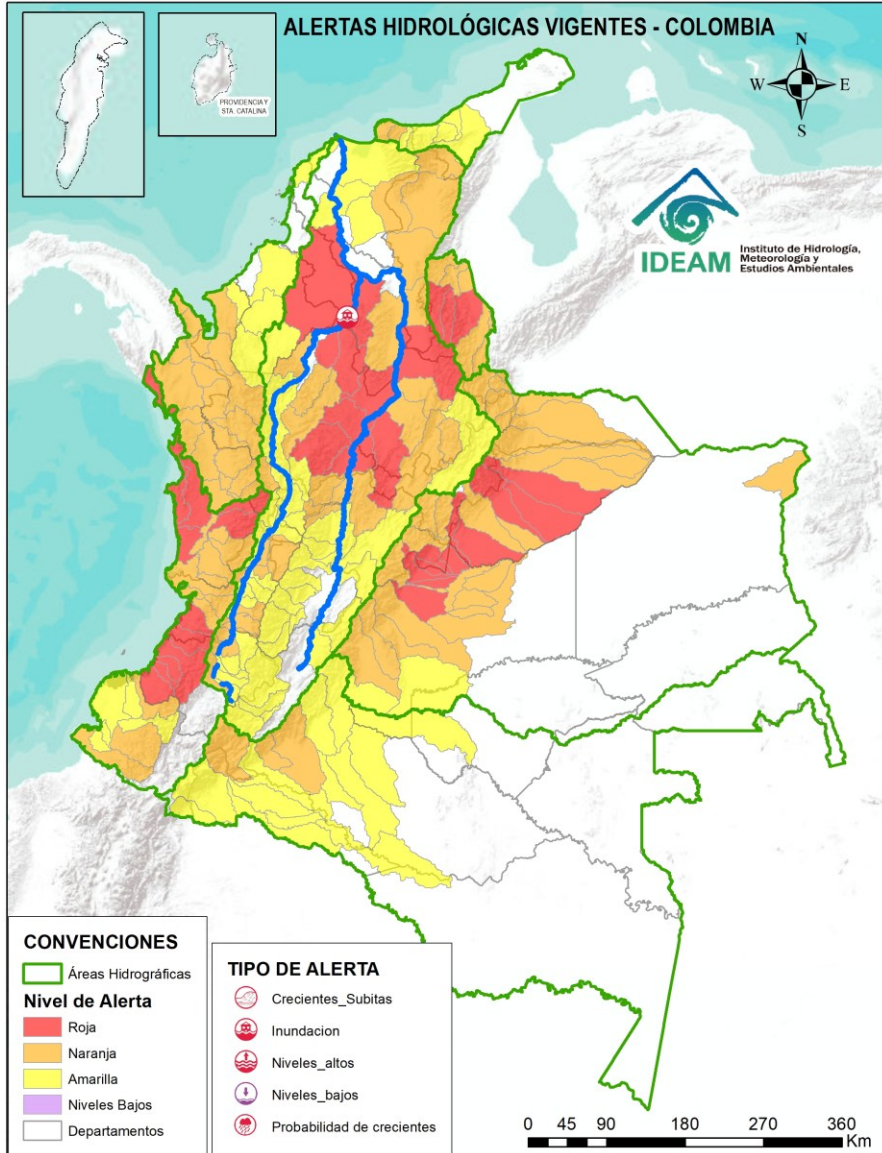 ALERTAS HIDROLÓGICAS VIGENTES - COLOMBIA
PROVIDENCIA Y
STA. CATALINA
N
W
E
S
IDEAM
Instituto de Hidrología,
Meteorología y
Estudios Ambientales
CONVENCIONES
Áreas Hidrográficas
Nivel de Alerta
Roja
Naranja
Amarilla
Niveles Bajos
Departamentos
TIPO DE ALERTA
Crecientes_Subitas
Inundacion
Niveles_altos
Niveles_bajos
Probabilidad de crecientes
0 45 90 180 270 360
Km